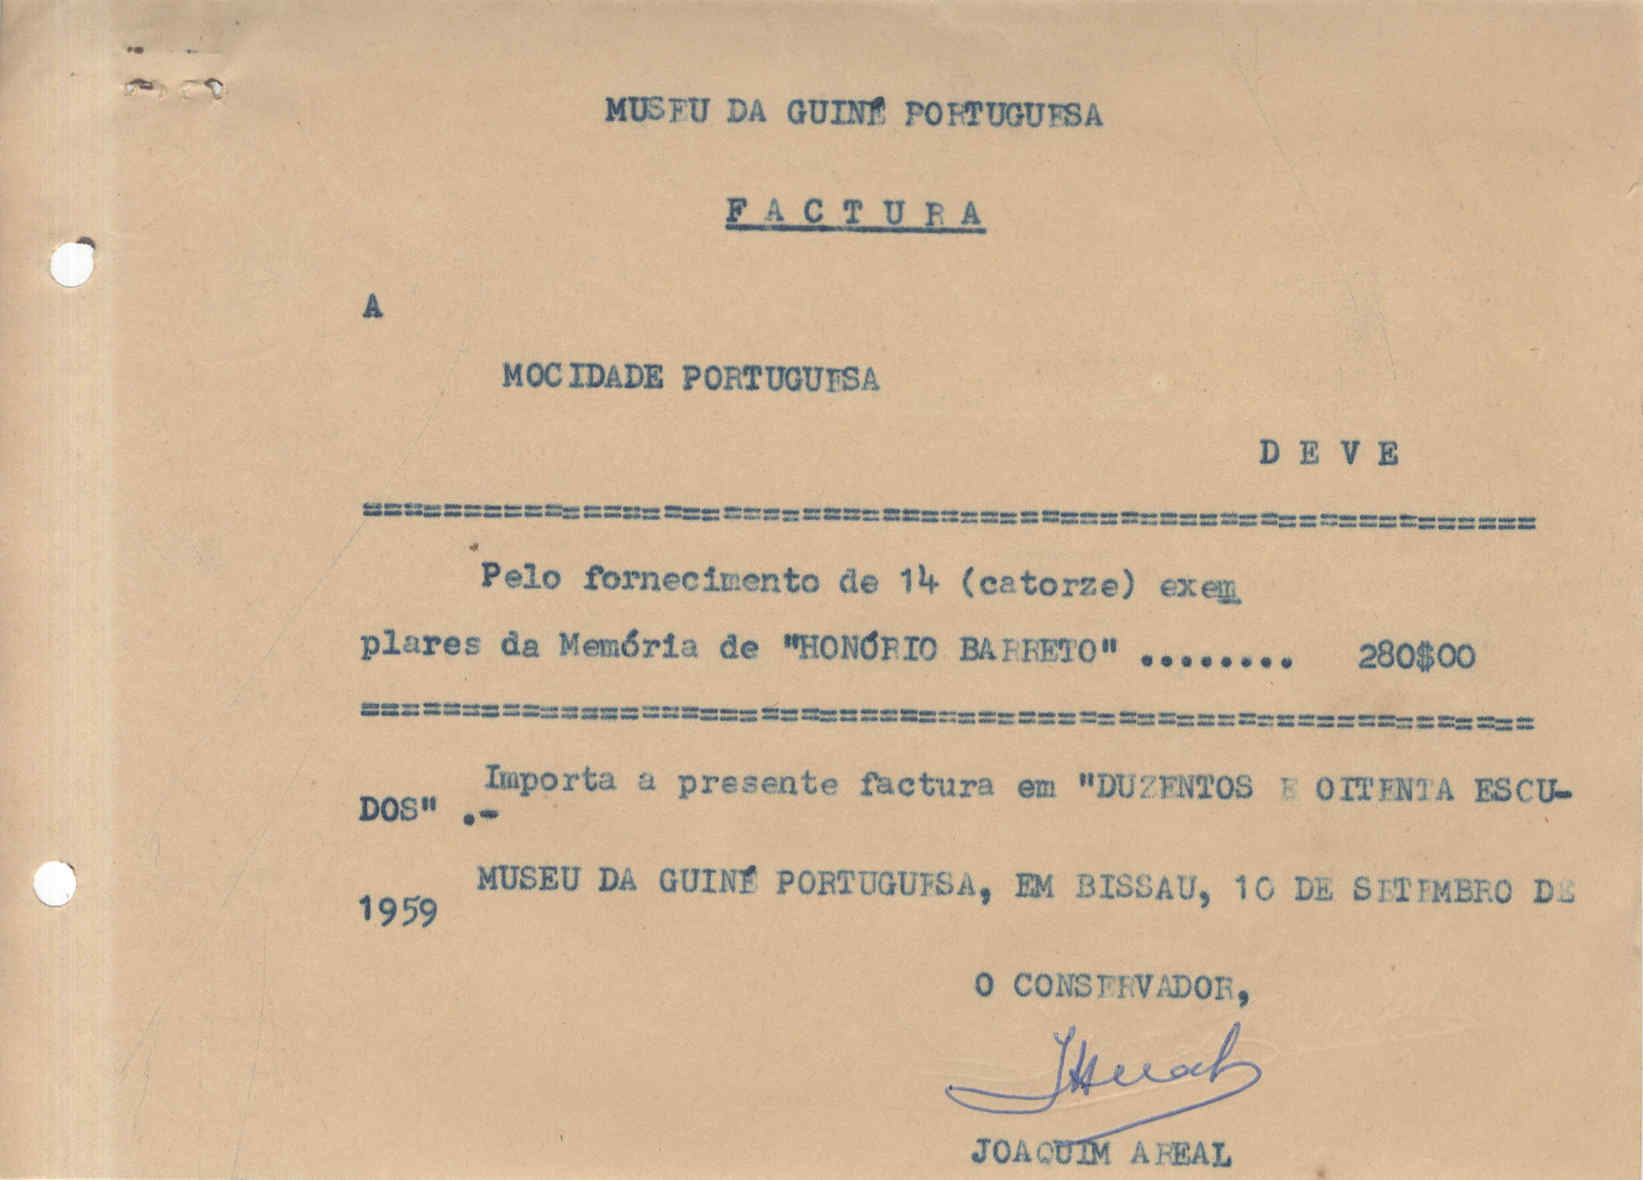 MUSEU DA GUINÉ PORTUGUESA
F A C T U R A
A
MOCIDADE PORTUGUESA
D E V E
===========================================================
Pelo fornecimento de 14 (catorze) exem
plares da Memória de "HONÓRIO BARRETO" ........ 280$00
===========================================================
Importa a presente factura em "DUZENTOS E OITENTA ESCU-
DOS" .-
MUSEU DA GUINÉ PORTUGUESA, EM BISSAU, 10 DE SETEMBRO DE
1959
O CONSERVADOR,
JOAQUIM AREAL